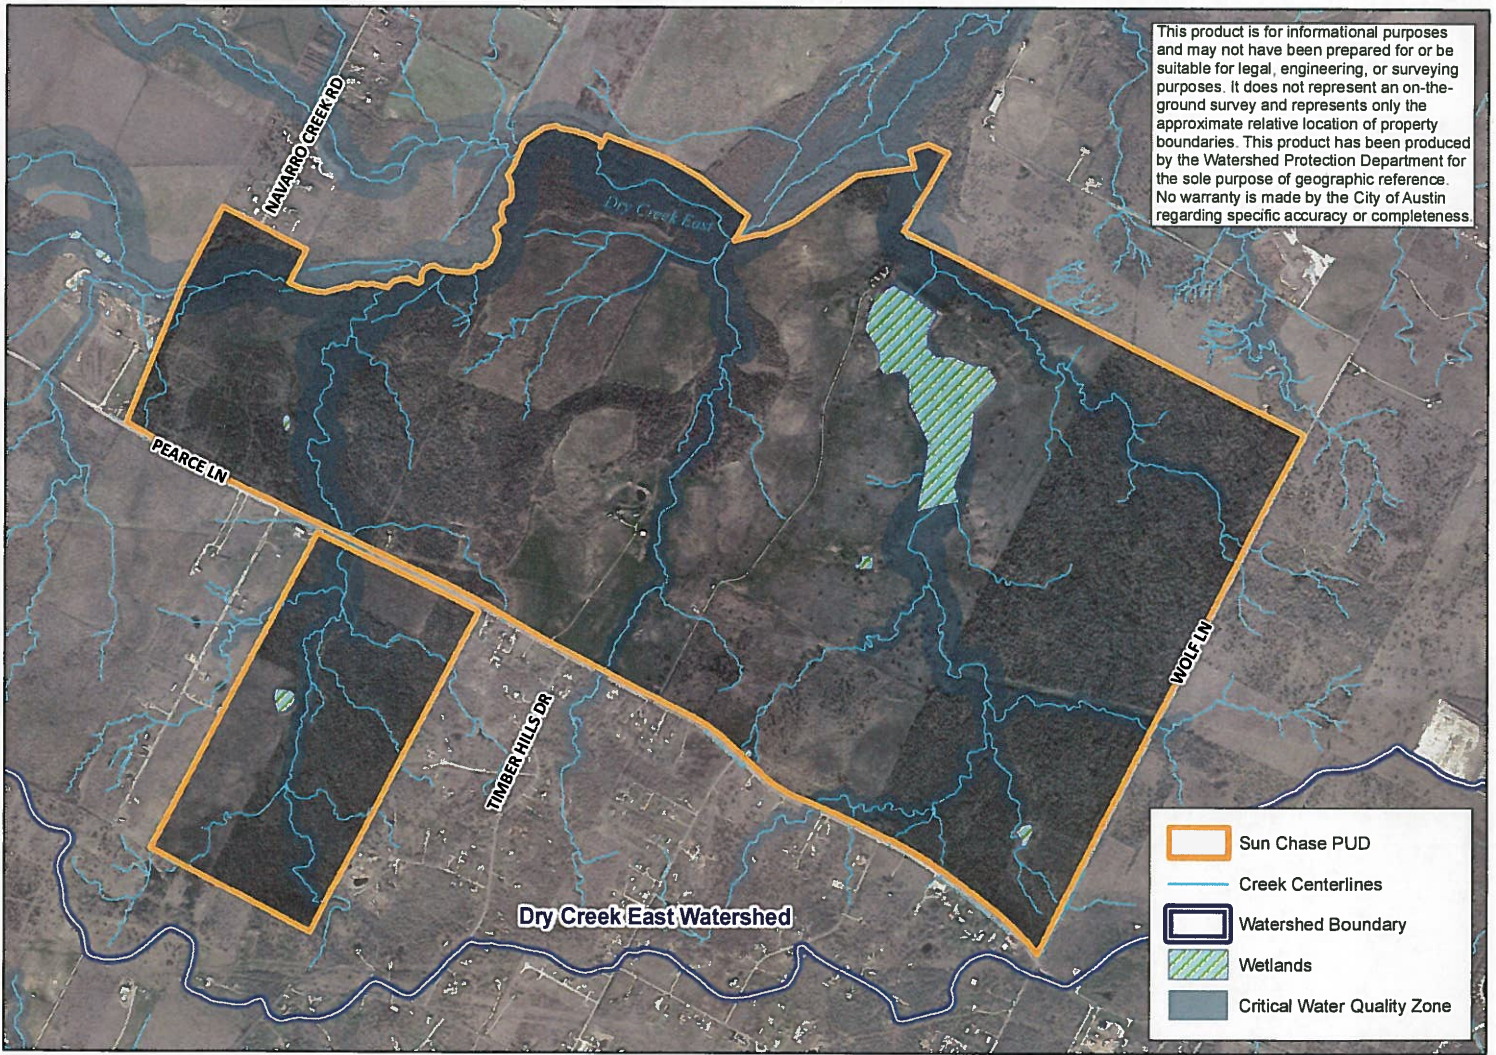 This product is for informational purposes
and may not have been prepared for or be
suitable for legal, engineering, or surveying
purposes. It does not represent an on-the-
ground survey and represents only the
approximate relative location of property
boundaries. This product has been produced
by the Watershed Protection Department for
the sole purpose of geographic reference.
No warranty is made by the City of Austin
regarding specific accuracy or completeness.
NAVARRO CREEK RD
Dry Creek East
PEARCE LN
WOLF LN
TIMBER HILLS DR
Dry Creek East Watershed
Sun Chase PUD
Creek Centerlines
Watershed Boundary
Wetlands
Critical Water Quality Zone